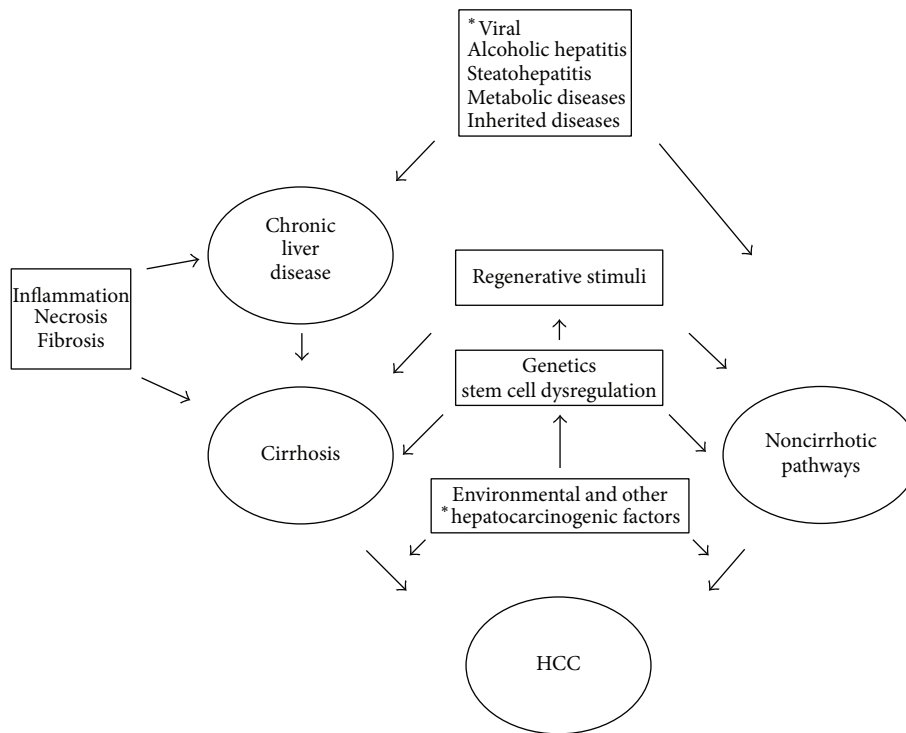 *Viral
Alcoholic hepatitis
Steatohepatitis
Metabolic diseases
Inherited diseases
Chronic
liver
disease
Inflammation
Necrosis
Fibrosis
Regenerative stimuli
Genetics
stem cell dysregulation
Cirrhosis
Noncirrhotic
pathways
Environmental and other
*hepatocarcinogenic factors
HCC